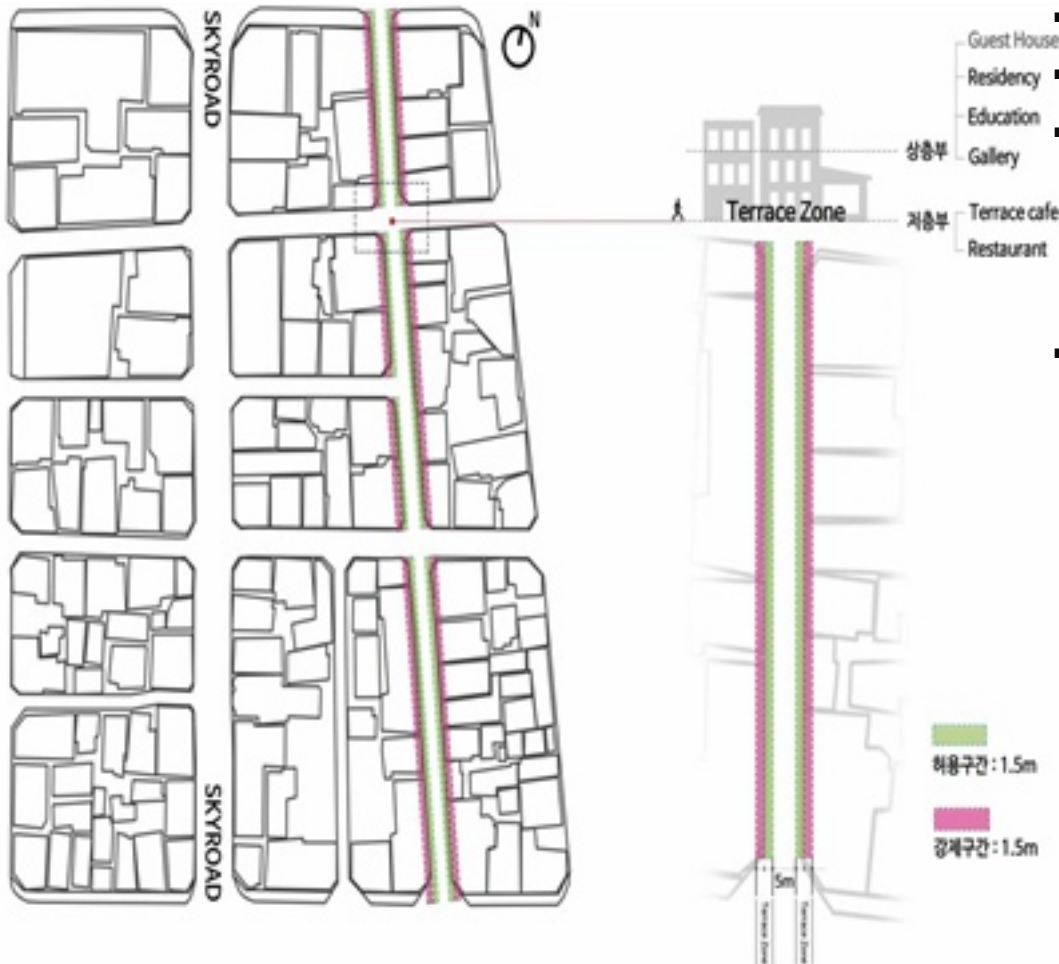 SKYROAD
N
Guest House
Residency
Education
상층부
Gallery
Terrace Zone
저층부
Terrace cafe
Restaurant
허용구간 : 1.5m
강제구간 : 1.5m
5m
Terrace Zone
Terrace Zone
SKYROAD